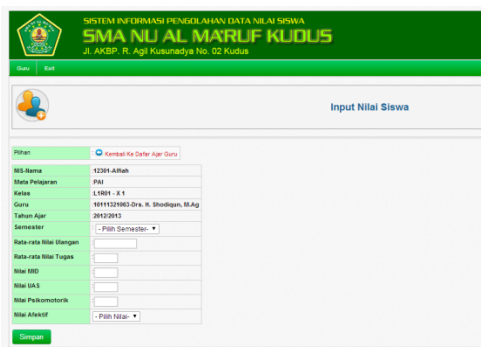 SISTEM INFORMASI PENGOLAHAN DATA NILAI SISWA
SMA NU AL MA'RUF KUDUS
Jl. AKBP. R. Agil Kusunadya No. 02 Kudus
Guru Exit
Input Nilai Siswa
Pilihan : Kembali Ke Dafar Ajar Guru
NIS-Nama :12301-Alfiah
Mata Pelajaran :PAI
Kelas :L1R01 - X 1
Guru :10111321063-Drs. H. Shodiqun, M.Ag
Tahun Ajar :2012/2013
Semester : - Pilih Semester-
Rata-rata Nilai Ulangan :
Rata-rata Nilai Tugas :
Nilai MID :
Nilai UAS :
Nilai Psikomotorik :
Nilai Afektif : - Pilih Nilai-
Simpan